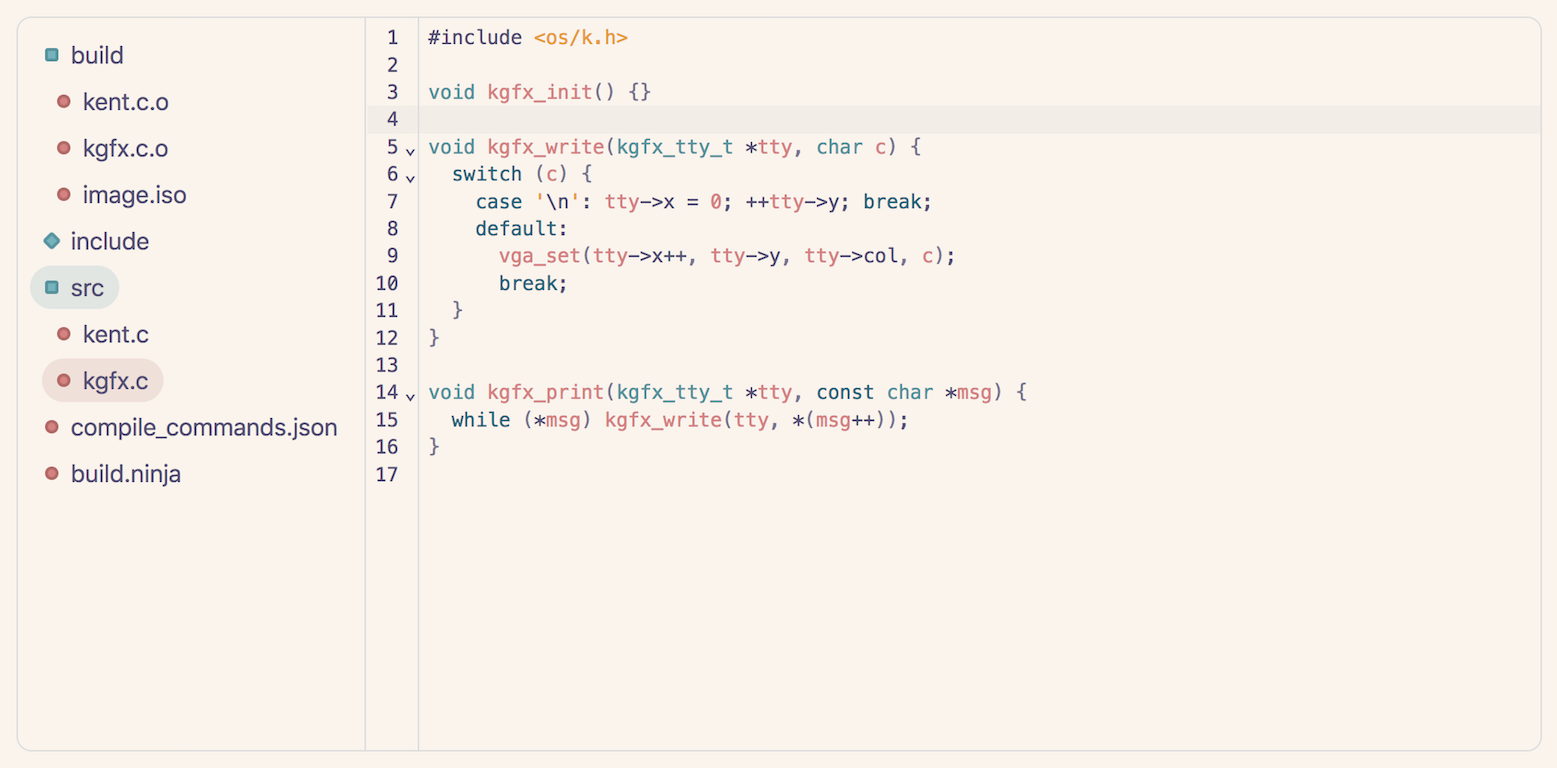 build
kent.c.o
kgfx.c.o
image.iso
include
src
kent.c
kgfx.c
compile_commands.json
build.ninja
1 #include <os/k.h>
2
3 void kgfx_init() {}
4
5 void kgfx_write(kgfx_tty_t *tty, char c) {
6   switch (c) {
7     case '\n': tty->x = 0; ++tty->y; break;
8     default:
9       vga_set(tty->x++, tty->y, tty->col, c);
10       break;
11   }
12 }
13
14 void kgfx_print(kgfx_tty_t *tty, const char *msg) {
15   while (*msg) kgfx_write(tty, *(msg++));
16 }
17